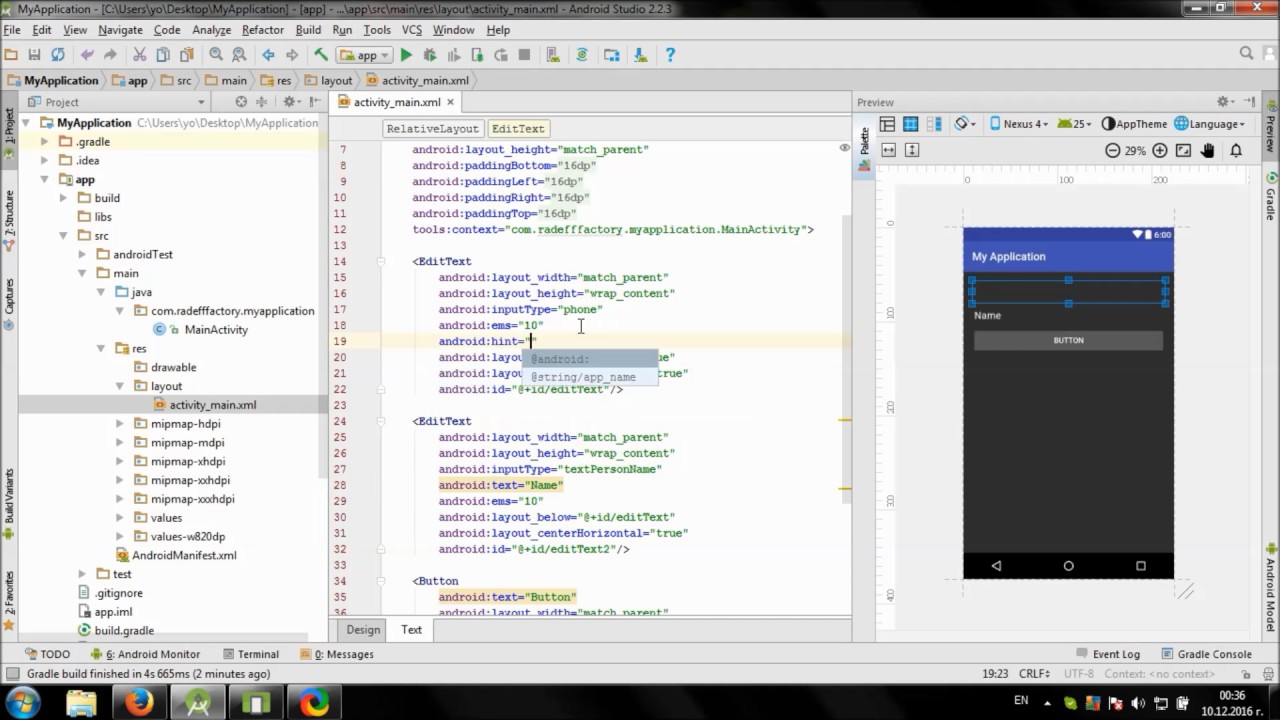 MyApplication - [C:\Users\yo\Desktop\MyApplication] - [app] - ...\app\src\main\res\layout\activity_main.xml - Android Studio 2.2.3
File Edit View Navigate Code Analyze Refactor Build Run Tools VCS Window Help
app
MyApplication app src main res layout activity_main.xml
Project
activity_main.xml
Preview
RelativeLayout EditText
Nexus 4 25 AppTheme Language
29%
1: Project
7: Structure
Captures
Build Variants
2: Favorites
MyApplication C:\Users\yo\Desktop\MyApplication
.gradle
.idea
app
build
libs
src
androidTest
main
java
com.radefffactory.myapplication
MainActivity
res
drawable
layout
activity_main.xml
mipmap-hdpi
mipmap-mdpi
mipmap-xhdpi
mipmap-xxhdpi
mipmap-xxxhdpi
values
values-w820dp
AndroidManifest.xml
test
.gitignore
app.iml
build.gradle
7 android:layout_height="match_parent"
8 android:paddingBottom="16dp"
9 android:paddingLeft="16dp"
10 android:paddingRight="16dp"
11 android:paddingTop="16dp"
12 tools:context="com.radefffactory.myapplication.MainActivity">
13
14 <EditText
15 android:layout_width="match_parent"
16 android:layout_height="wrap_content"
17 android:inputType="phone"
18 android:ems="10"
19 android:hint=""
@android:
20 android:layou ue"
@string/app_name
21 android:layou true"
22 android:id="@+id/editText"/>
23
24 <EditText
25 android:layout_width="match_parent"
26 android:layout_height="wrap_content"
27 android:inputType="textPersonName"
28 android:text="Name"
29 android:ems="10"
30 android:layout_below="@+id/editText"
31 android:layout_centerHorizontal="true"
32 android:id="@+id/editText2"/>
33
34 <Button
35 android:text="Button"
36 android:layout_width="match_parent"
Design Text
Palette
0 100 200
0
100
200
300
400
6:00
My Application
Name
BUTTON
Preview
Gradle
Android Model
TODO 6: Android Monitor Terminal 0: Messages Event Log Gradle Console
Gradle build finished in 4s 665ms (2 minutes ago) 19:23 CRLF UTF-8 Context: <no context>
EN 00:36
10.12.2016 г.